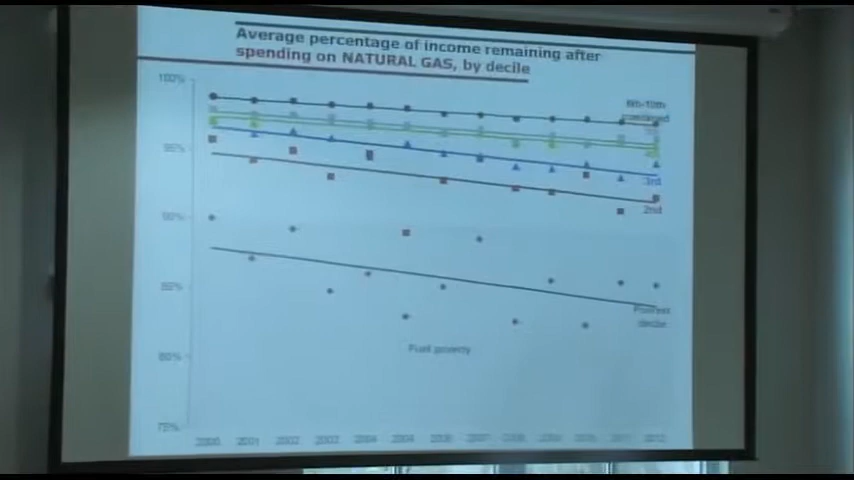 Average percentage of income remaining after
spending on NATURAL GAS, by decile
100%
95%
90%
85%
80%
75%
6th-10th
combined
3rd
2nd
Poorest
decile
Fuel poverty
2000 2001 2002 2003 2004 2004 2006 2007 2008 2009 2010 2011 2012